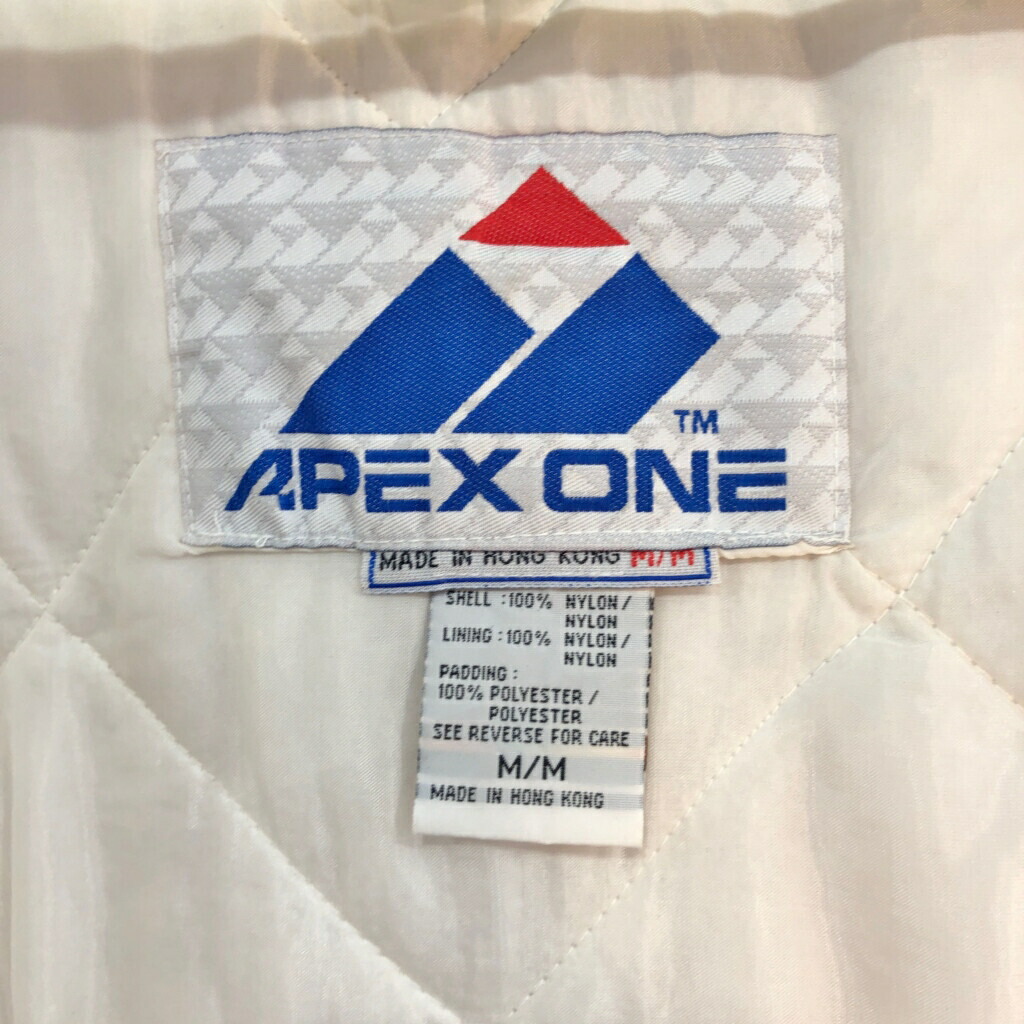 TM
APEX ONE
MADE IN HONG KONG M/M
SHELL : 100% NYLON /
NYLON
LINING : 100% NYLON /
NYLON
PADDING :
100% POLYESTER /
POLYESTER
SEE REVERSE FOR CARE
M/M
MADE IN HONG KONG